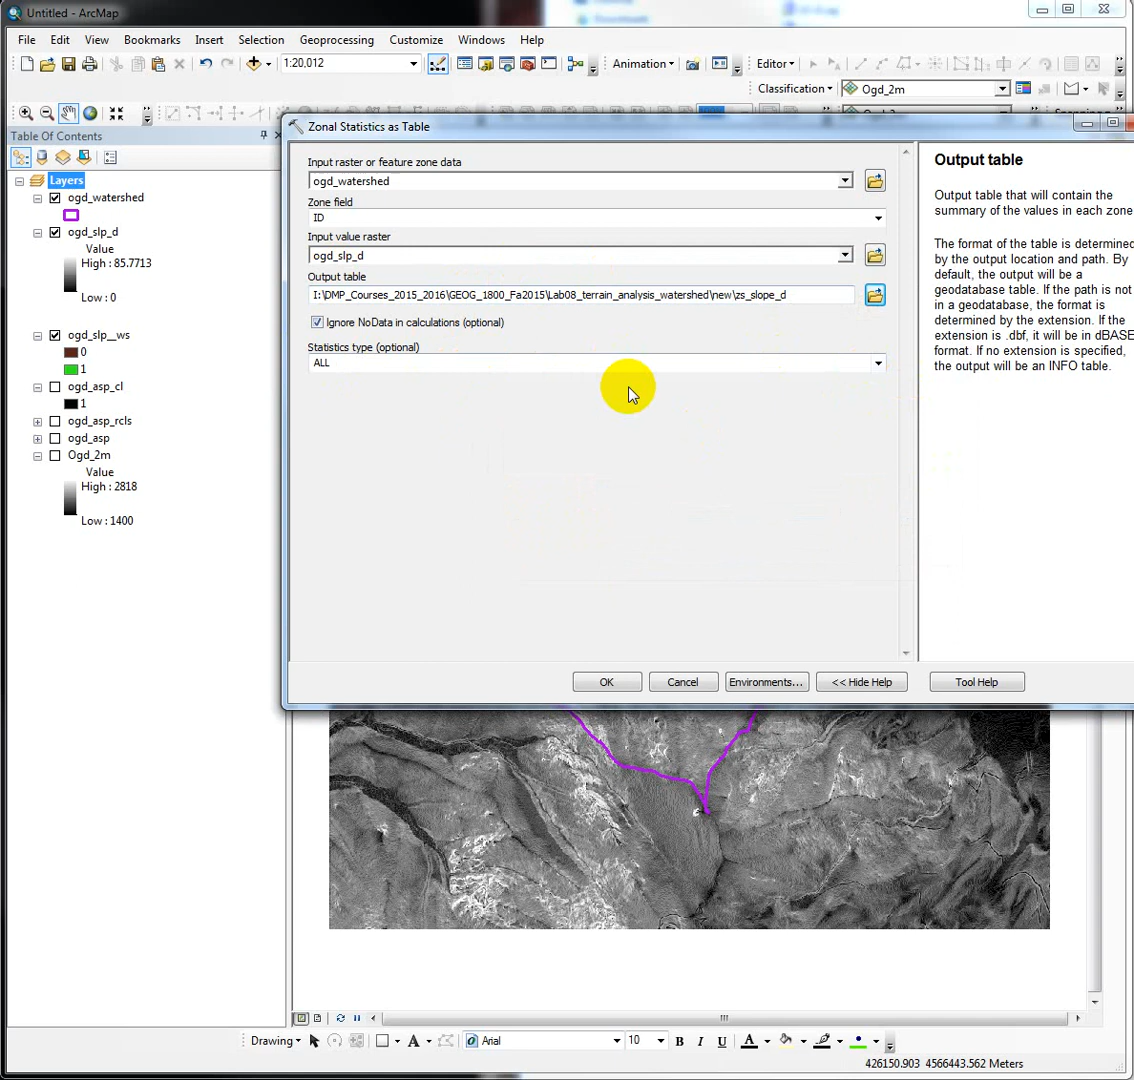 Untitled - ArcMap
File Edit View Bookmarks Insert Selection Geoprocessing Customize Windows Help
1:20,012 Animation Editor
Classification Ogd_2m
Table Of Contents
Zonal Statistics as Table
Layers
ogd_watershed
ogd_slp_d
Value
High : 85.7713
Low : 0
ogd_slp__ws
0
1
ogd_asp_cl
1
ogd_asp_rcls
ogd_asp
Ogd_2m
Value
High : 2818
Low : 1400
Input raster or feature zone data
ogd_watershed
Zone field
ID
Input value raster
ogd_slp_d
Output table
I:\DMP_Courses_2015_2016\GEOG_1800_Fa2015\Lab08_terrain_analysis_watershed\new\zs_slope_d
Ignore NoData in calculations (optional)
Statistics type (optional)
ALL
OK Cancel Environments... << Hide Help Tool Help
Output table
Output table that will contain the
summary of the values in each zone
The format of the table is determined
by the output location and path. By
default, the output will be a
geodatabase table. If the path is not
in a geodatabase, the format is
determined by the extension. If the
extension is .dbf, it will be in dBASE
format. If no extension is specified,
the output will be an INFO table.
Drawing A Arial 10 B I U A
426150.903 4566443.562 Meters